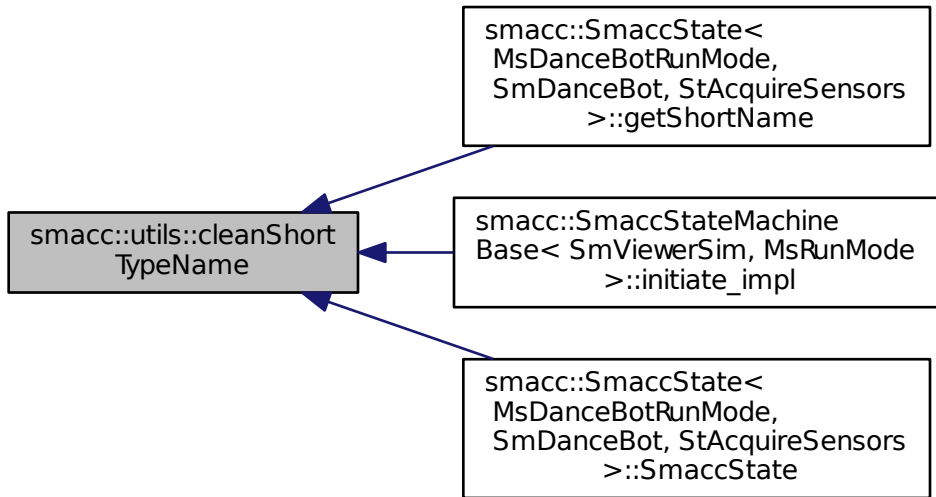 smacc::SmaccState<
MsDanceBotRunMode,
SmDanceBot, StAcquireSensors
>::getShortName
smacc::utils::cleanShort
TypeName
smacc::SmaccStateMachine
Base< SmViewerSim, MsRunMode
>::initiate_impl
smacc::SmaccState<
MsDanceBotRunMode,
SmDanceBot, StAcquireSensors
>::SmaccState